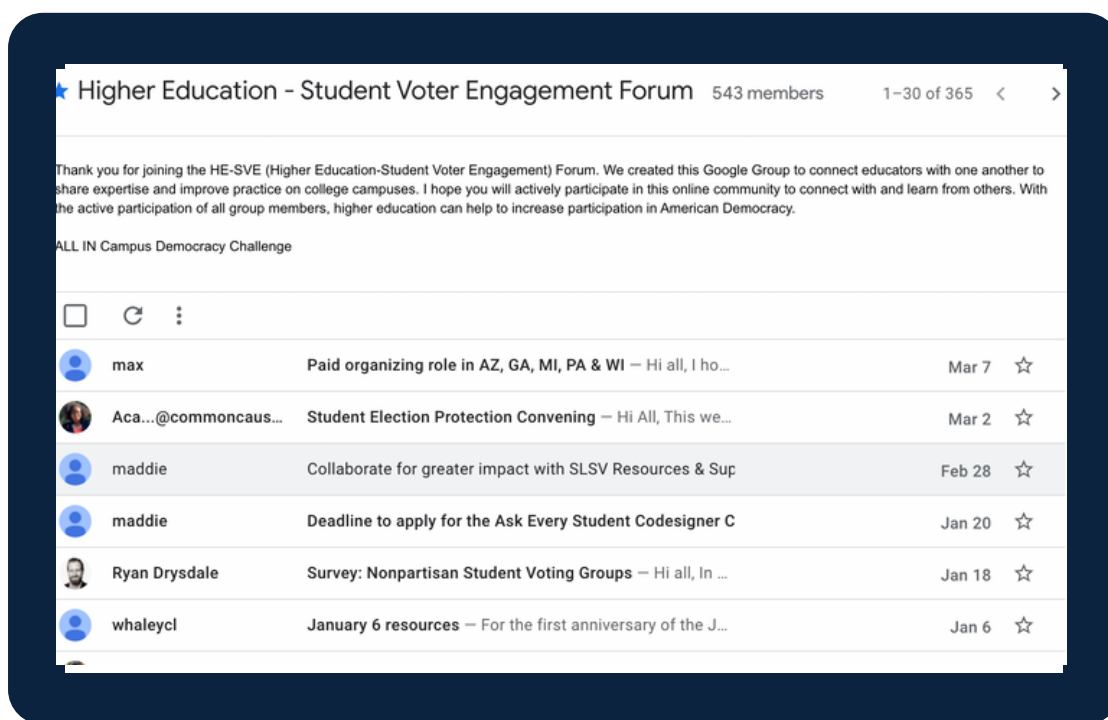 Higher Education - Student Voter Engagement Forum 543 members 1–30 of 365
Thank you for joining the HE-SVE (Higher Education-Student Voter Engagement) Forum. We created this Google Group to connect educators with one another to
share expertise and improve practice on college campuses. I hope you will actively participate in this online community to connect with and learn from others. With
the active participation of all group members, higher education can help to increase participation in American Democracy.
ALL IN Campus Democracy Challenge
max Paid organizing role in AZ, GA, MI, PA & WI – Hi all, I ho... Mar 7
Aca...@commoncaus... Student Election Protection Convening – Hi All, This we... Mar 2
maddie Collaborate for greater impact with SLSV Resources & Sup Feb 28
maddie Deadline to apply for the Ask Every Student Codesigner C Jan 20
Ryan Drysdale Survey: Nonpartisan Student Voting Groups – Hi all, In ... Jan 18
whaleycl January 6 resources – For the first anniversary of the J... Jan 6